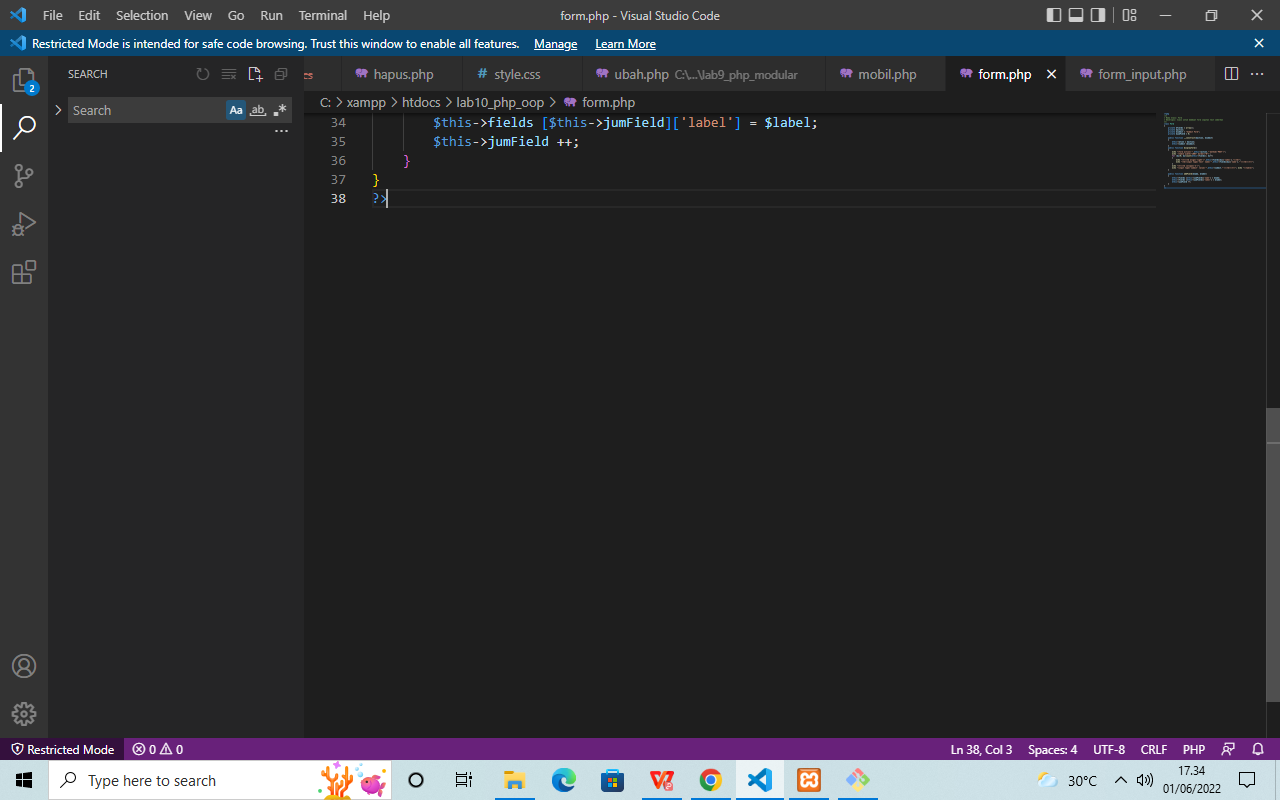 File Edit Selection View Go Run Terminal Help form.php - Visual Studio Code
Restricted Mode is intended for safe code browsing. Trust this window to enable all features. Manage Learn More
SEARCH
hapus.php # style.css ubah.php C:\...\lab9_php_modular mobil.php form.php form_input.php
2
Search Aa ab
C: > xampp > htdocs > lab10_php_oop > form.php
34 $this->fields [$this->jumField]['label'] = $label;
35 $this->jumField ++;
36 }
37 }
38 ?>
Restricted Mode 0 0 Ln 38, Col 3 Spaces: 4 UTF-8 CRLF PHP
Type here to search 30°C 17.34
01/06/2022